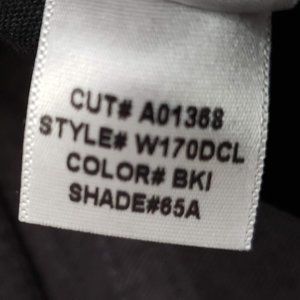 CUT# A01368
STYLE# W170DCL
COLOR# BKI
SHADE#65A